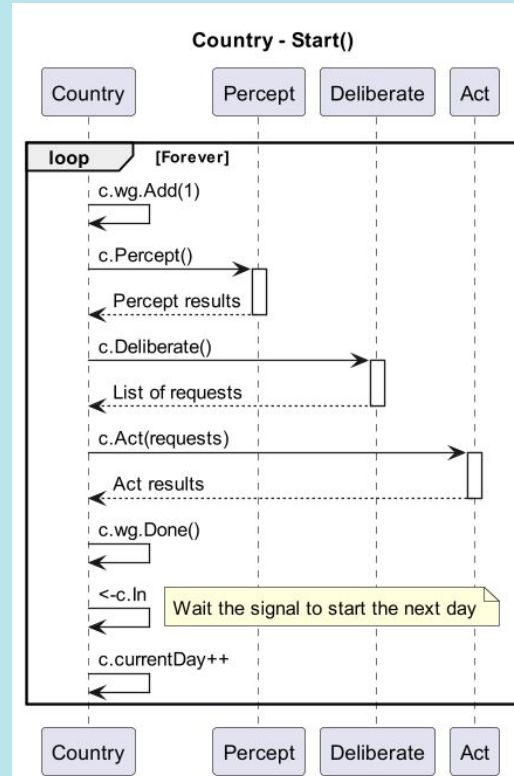 Country - Start()
Country Percept Deliberate Act
loop [Forever]
c.wg.Add(1)
c.Percept()
Percept results
c.Deliberate()
List of requests
c.Act(requests)
Act results
c.wg.Done()
<-c.In Wait the signal to start the next day
c.currentDay++
Country Percept Deliberate Act